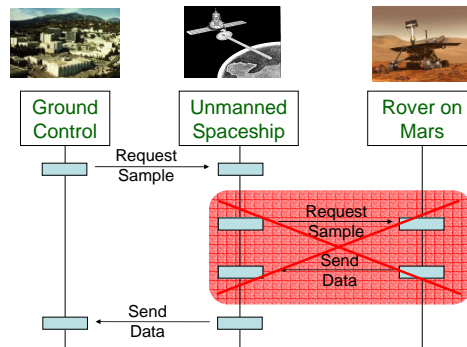 Ground
Control
Unmanned
Spaceship
Rover on
Mars
Request
Sample
Request
Sample
Send
Data
Send
Data